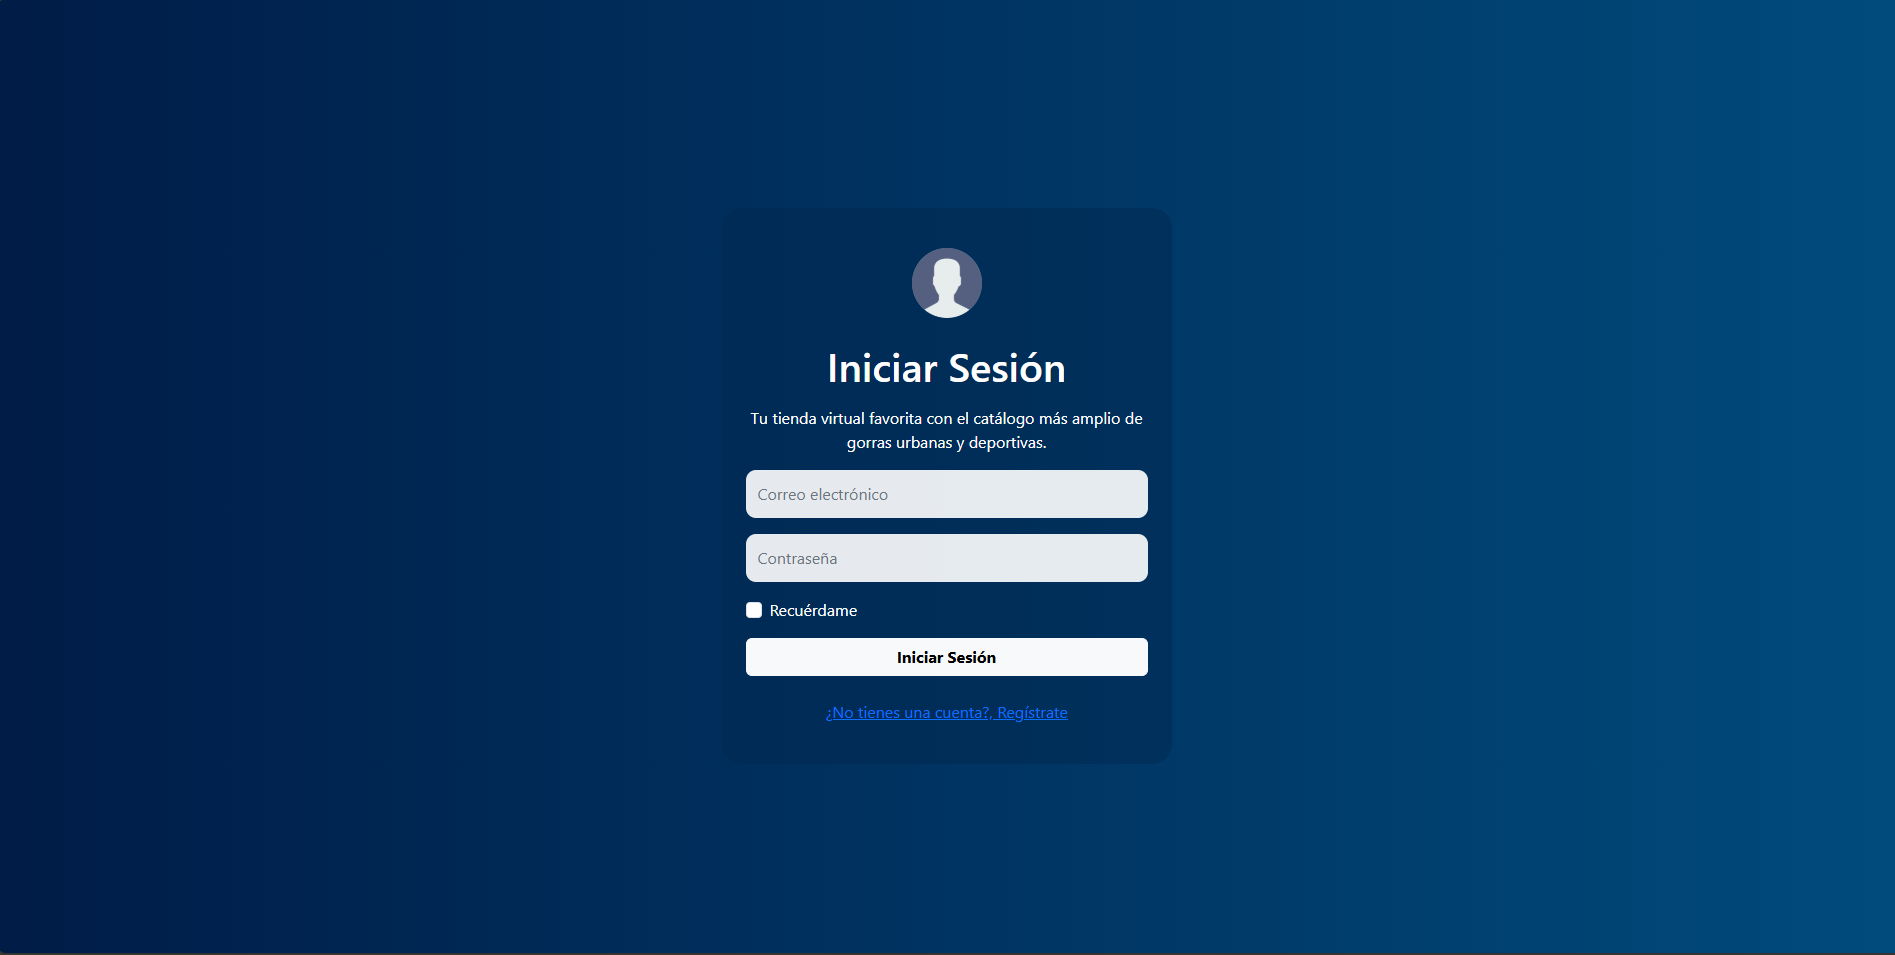 Iniciar Sesión
Tu tienda virtual favorita con el catálogo más amplio de
gorras urbanas y deportivas.
Correo electrónico
Contraseña
Recuérdame
Iniciar Sesión
¿No tienes una cuenta?, Regístrate